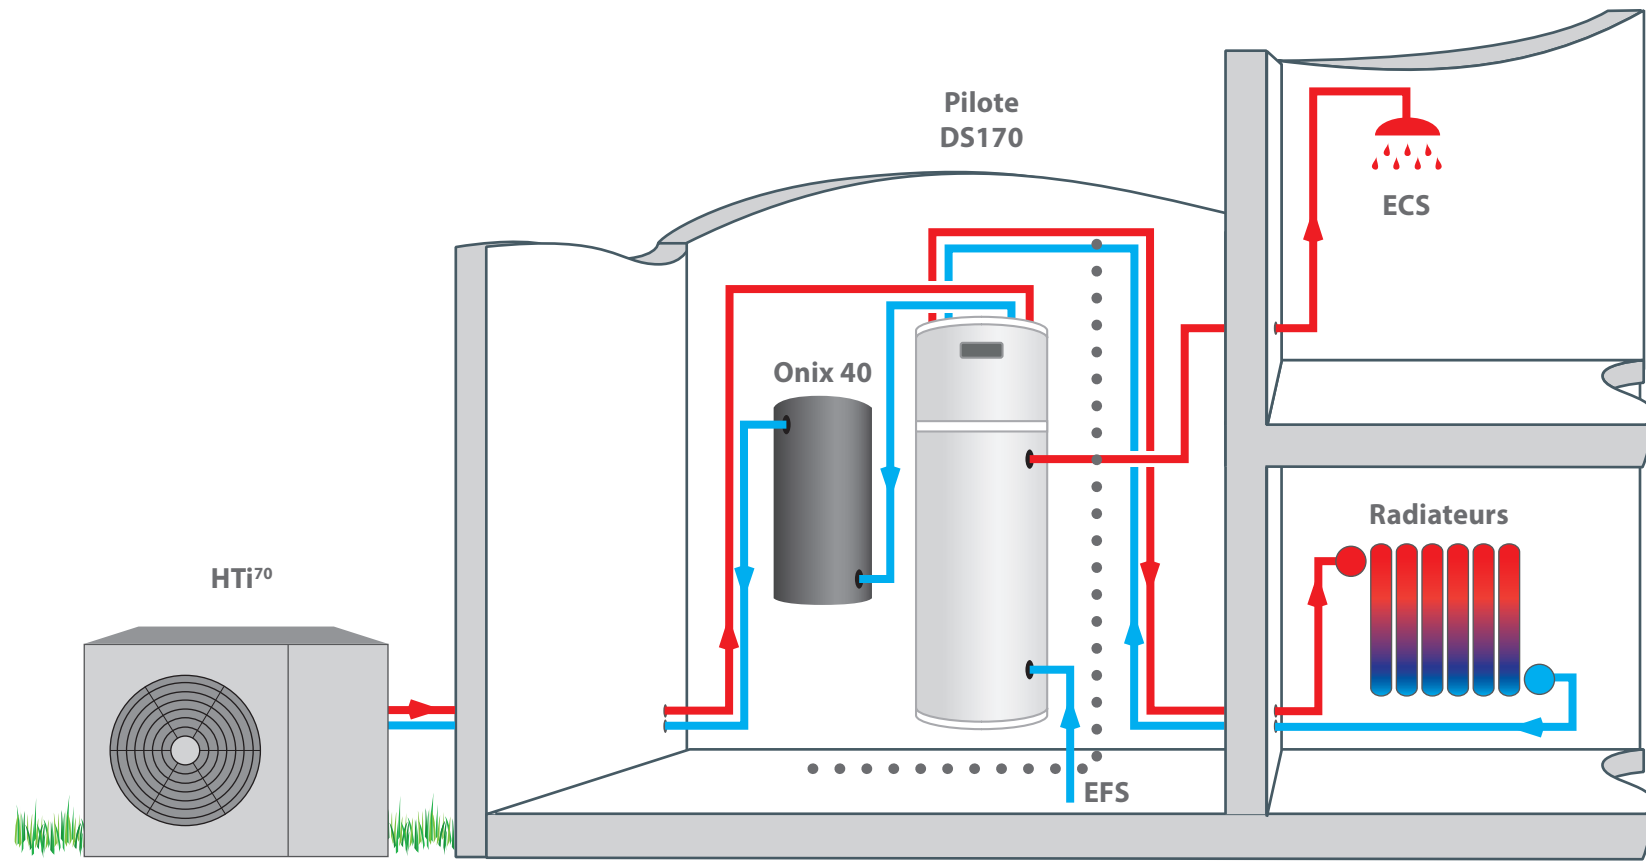 Pilote
DS170
ECS
Onix 40
Radiateurs
HTi⁷⁰
EFS